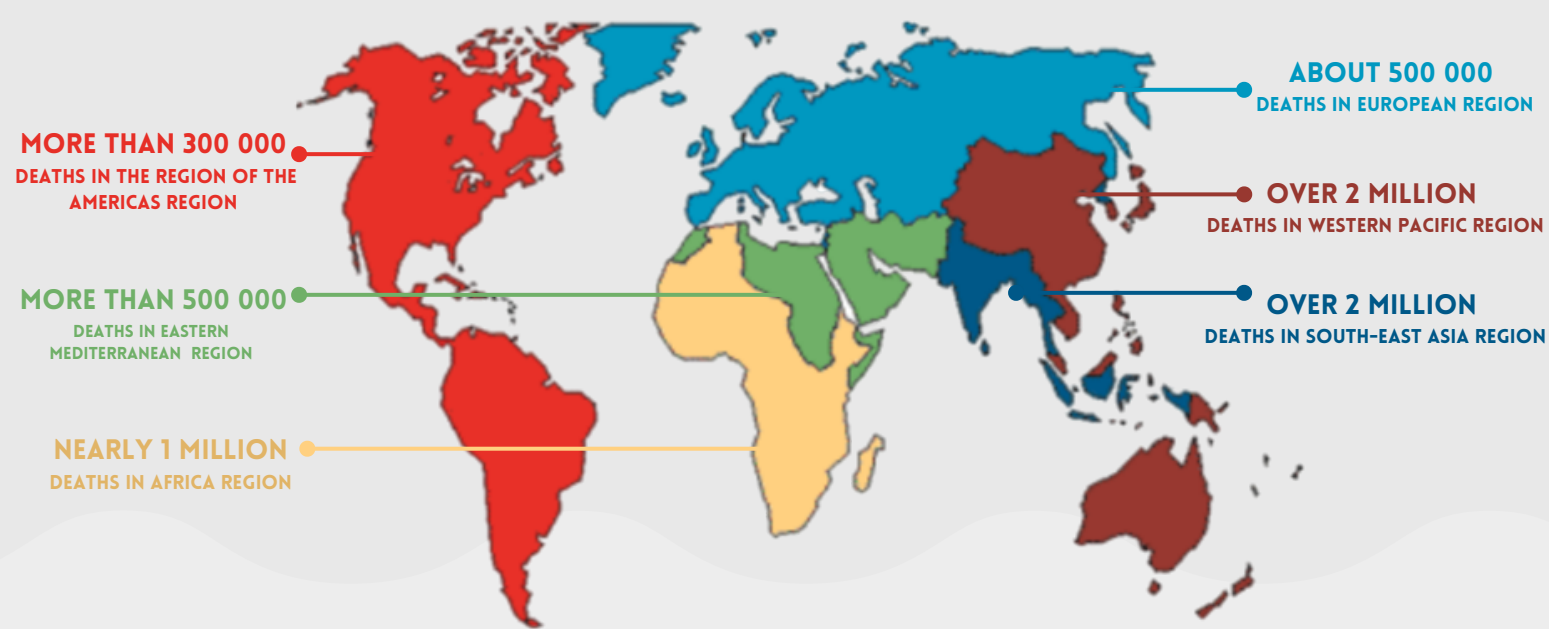 MORE THAN 300 000
DEATHS IN THE REGION OF THE
AMERICAS REGION
MORE THAN 500 000
DEATHS IN EASTERN
MEDITERRANEAN REGION
NEARLY 1 MILLION
DEATHS IN AFRICA REGION
ABOUT 500 000
DEATHS IN EUROPEAN REGION
OVER 2 MILLION
DEATHS IN WESTERN PACIFIC REGION
OVER 2 MILLION
DEATHS IN SOUTH-EAST ASIA REGION